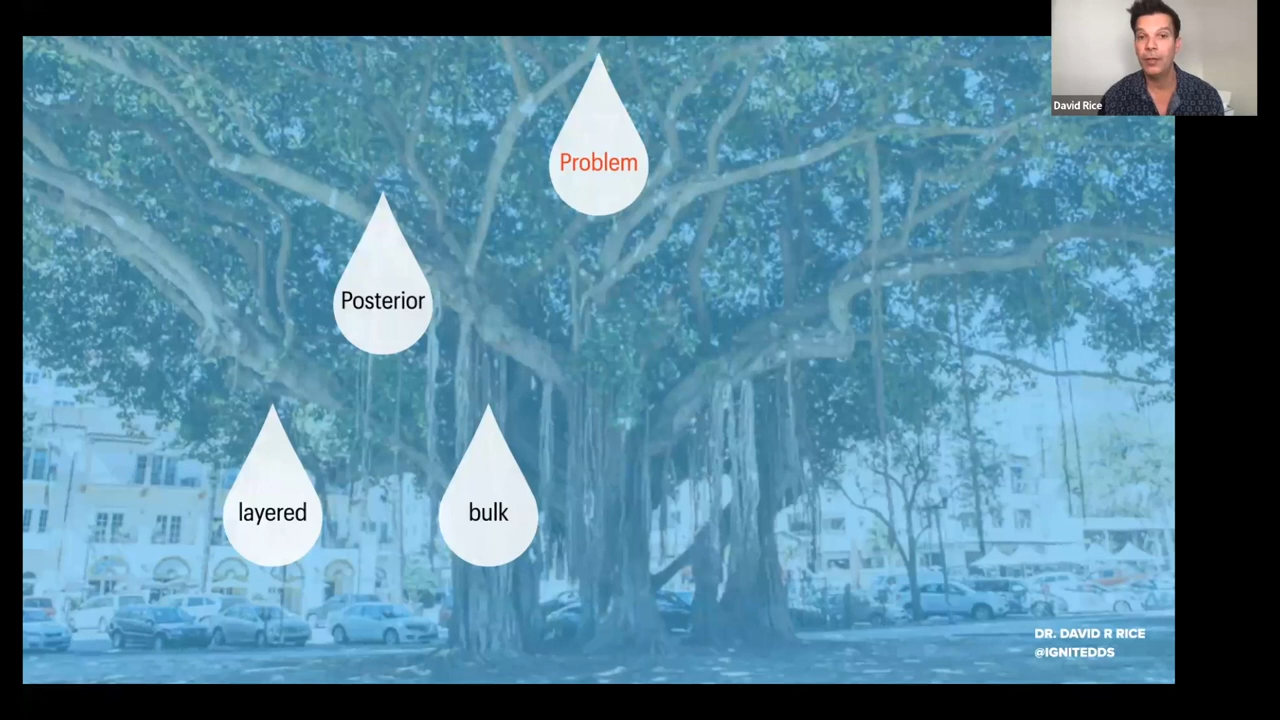 David Rice
Problem
Posterior
layered
bulk
DR. DAVID R RICE
@IGNITEDDS